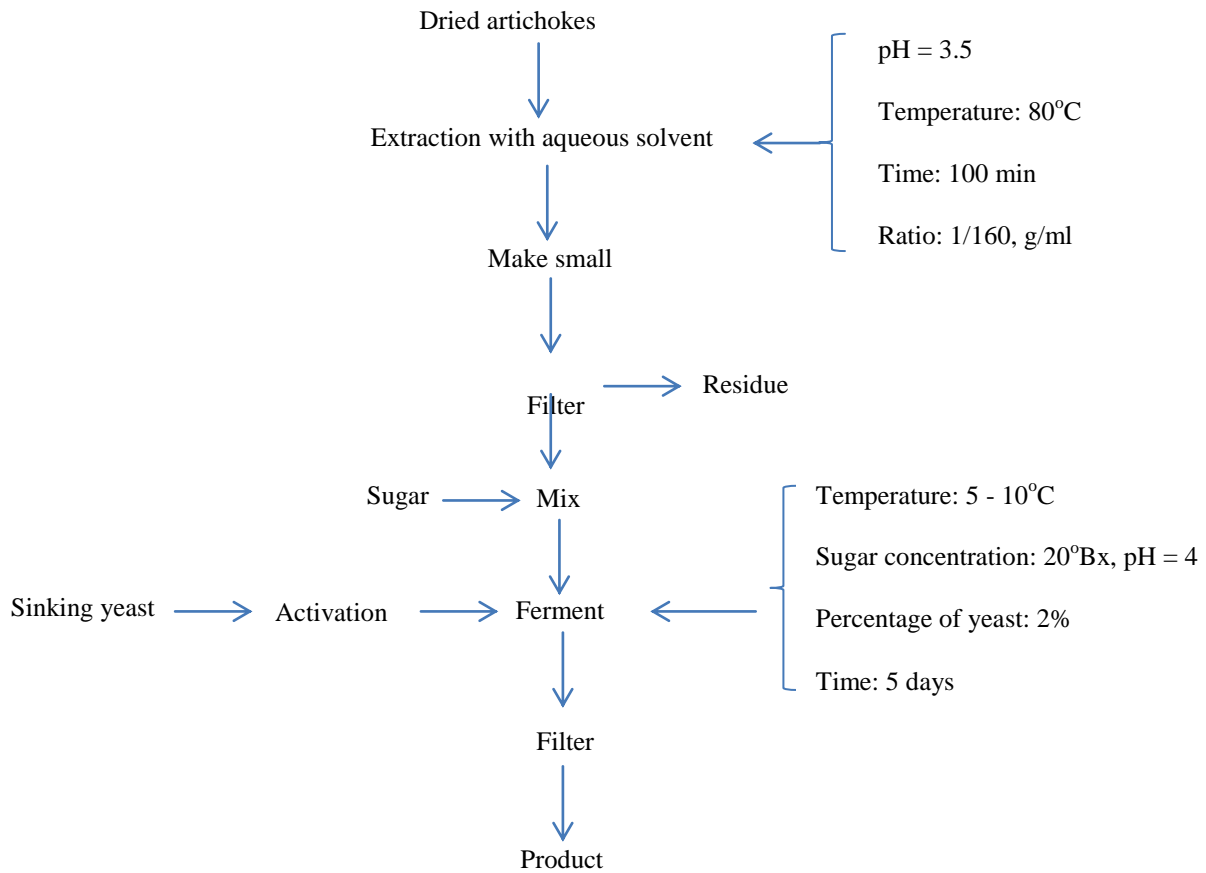 Dried artichokes
pH = 3.5
Temperature: 80°C
Extraction with aqueous solvent
Time: 100 min
Ratio: 1/160, g/ml
Make small
Filter
Residue
Sugar
Mix
Temperature: 5 - 10°C
Sugar concentration: 20°Bx, pH = 4
Sinking yeast
Activation
Ferment
Percentage of yeast: 2%
Time: 5 days
Filter
Product